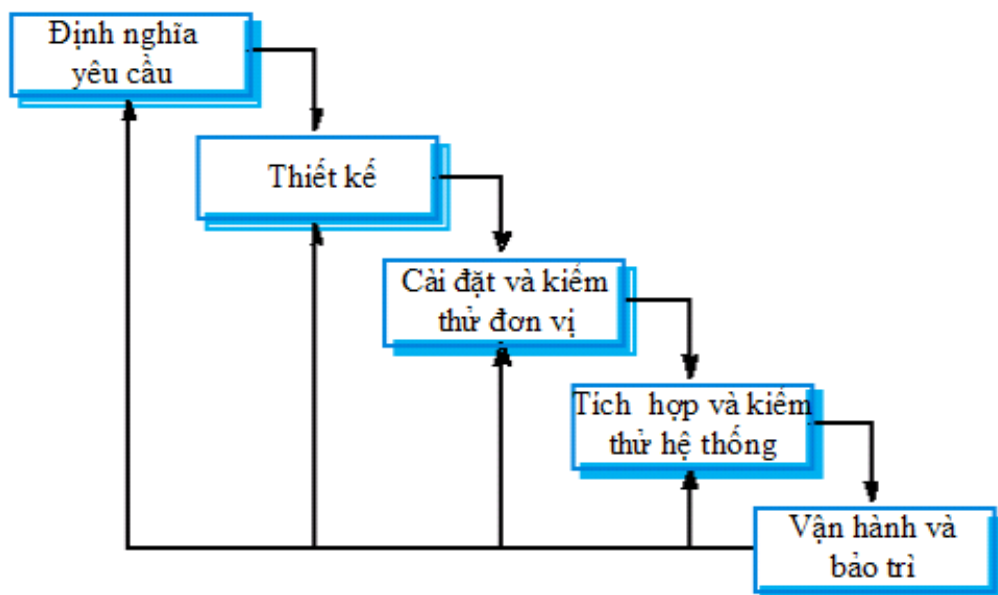 Định nghĩa
yêu cầu
Thiết kế
Cài đặt và kiểm
thử đơn vị
Tích hợp và kiểm
thử hệ thống
Vận hành và
bảo trì